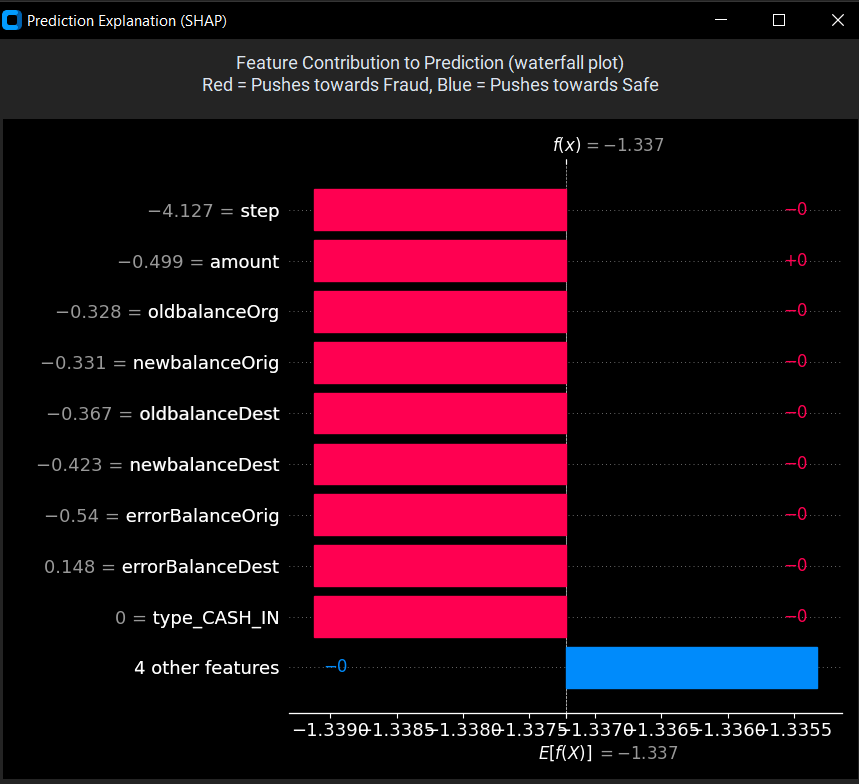 Prediction Explanation (SHAP)
Feature Contribution to Prediction (waterfall plot)
Red = Pushes towards Fraud, Blue = Pushes towards Safe
f(x) = −1.337
−4.127 = step −0
−0.499 = amount +0
−0.328 = oldbalanceOrg −0
−0.331 = newbalanceOrig −0
−0.367 = oldbalanceDest −0
−0.423 = newbalanceDest −0
−0.54 = errorBalanceOrig −0
0.148 = errorBalanceDest −0
0 = type_CASH_IN −0
4 other features −0
−1.3390 −1.3385 −1.3380 −1.3375 −1.3370 −1.3365 −1.3360 −1.3355
E[f(X)] = −1.337